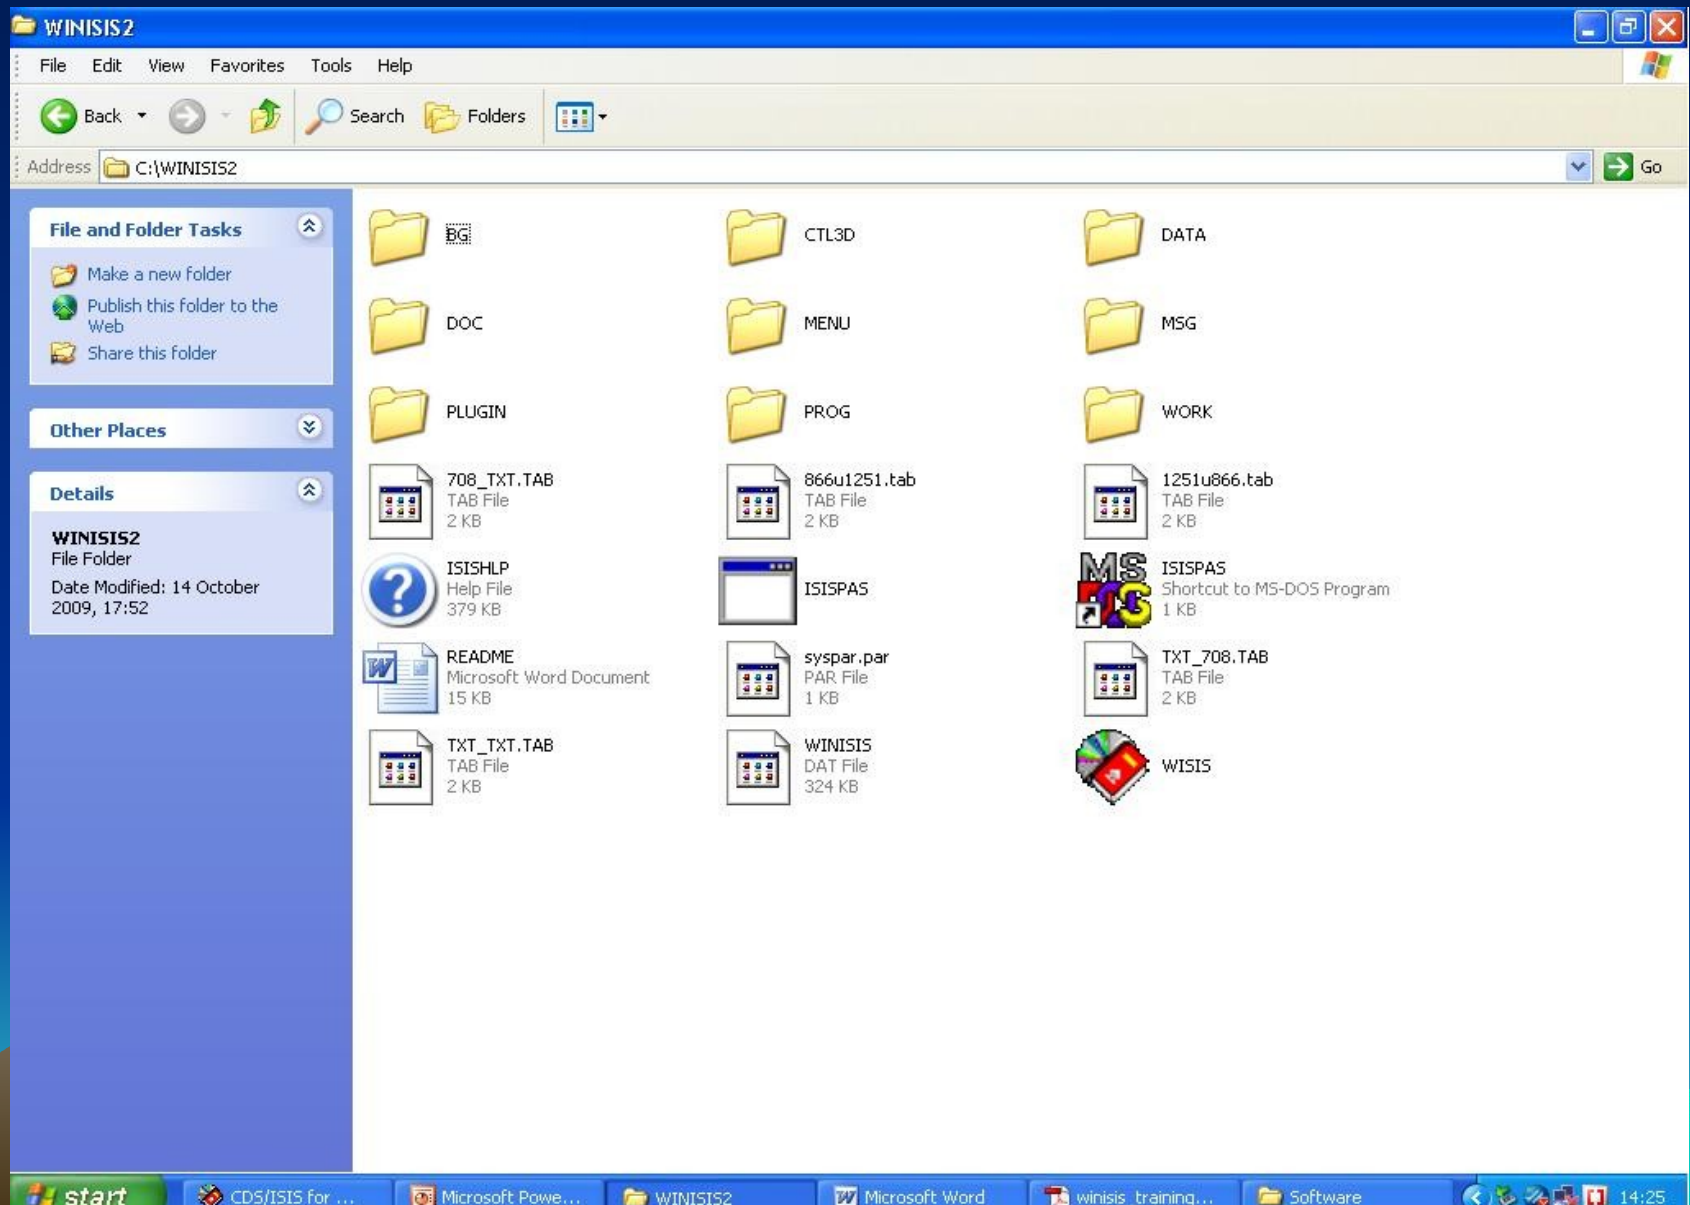 WINISIS2
File Edit View Favorites Tools Help
Back Search Folders
Address C:\WINISIS2 Go
File and Folder Tasks
Make a new folder
Publish this folder to the
Web
Share this folder
Other Places
Details
WINISIS2
File Folder
Date Modified: 14 October
2009, 17:52
BG CTL3D DATA
DOC MENU MSG
PLUGIN PROG WORK
708_TXT.TAB 866u1251.tab 1251u866.tab
TAB File TAB File TAB File
2 KB 2 KB 2 KB
ISISHLP ISISPAS ISISPAS
Help File Shortcut to MS-DOS Program
379 KB 1 KB
README syspar.par TXT_708.TAB
Microsoft Word Document PAR File TAB File
15 KB 1 KB 2 KB
TXT_TXT.TAB WINISIS WISIS
TAB File DAT File
2 KB 324 KB
start CDS/ISIS for ... Microsoft Powe... WINISIS2 Microsoft Word winisis_training... Software 14:25